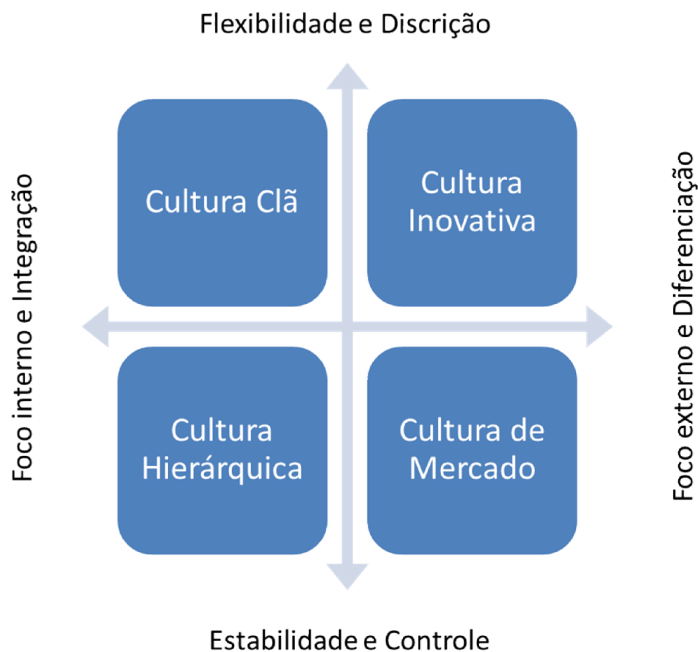 Flexibilidade e Discrição
Foco interno e Integração
Cultura Clã
Cultura
Inovativa
Foco externo e Diferenciação
Cultura
Hierárquica
Cultura de
Mercado
Estabilidade e Controle